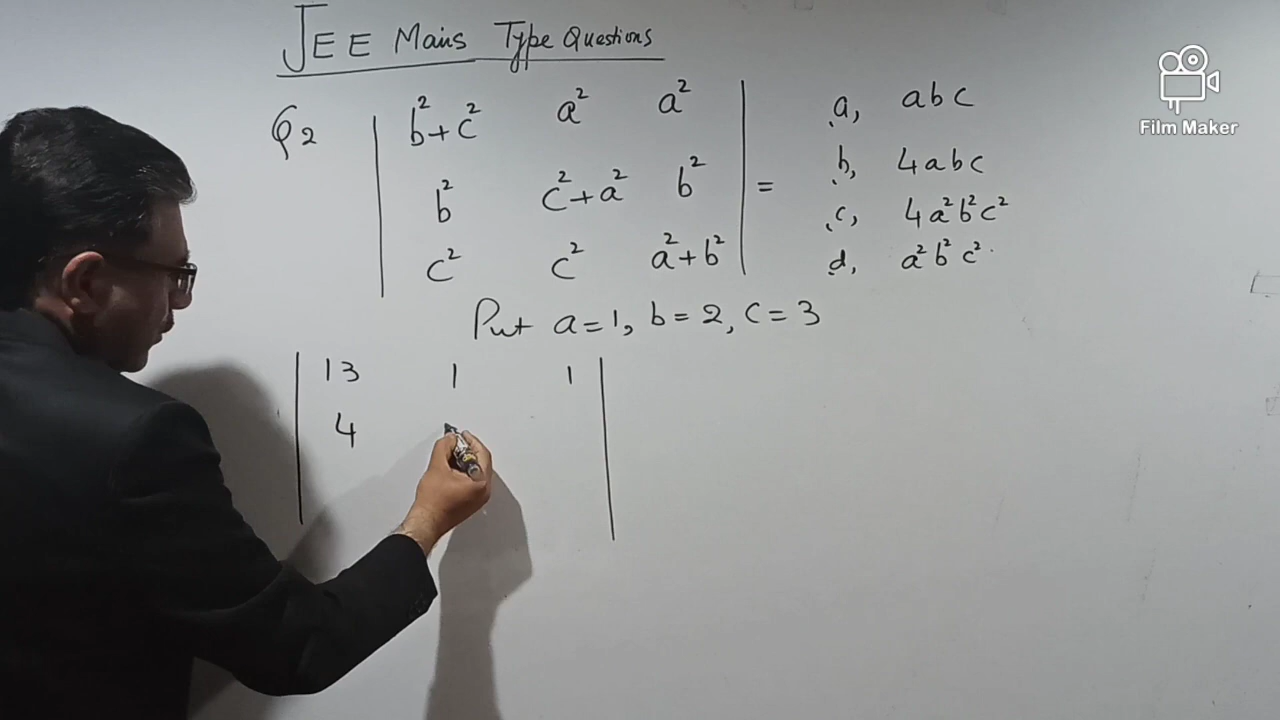 JEE Mains Type Questions
Q2 | b²+c² a² a² | a, abc
| b² c²+a² b² | = b, 4abc
| c² c² a²+b² | c, 4a²b²c²
d, a²b²c².
Put a=1, b=2, c=3
| 13 1 1 |
| 4 |
Film Maker